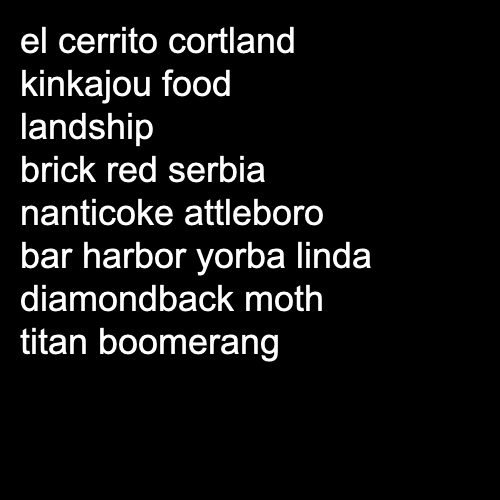 el cerrito cortland
kinkajou food
landship
brick red serbia
nanticoke attleboro
bar harbor yorba linda
diamondback moth
titan boomerang